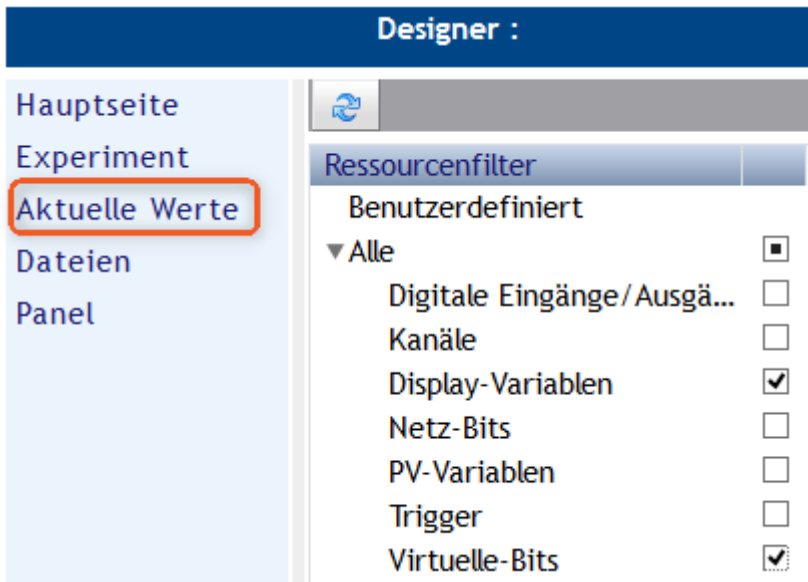 Designer :
Hauptseite
Experiment
Aktuelle Werte
Dateien
Panel
Ressourcenfilter
Benutzerdefiniert
Alle
Digitale Eingänge/Ausgä...
Kanäle
Display-Variablen
Netz-Bits
PV-Variablen
Trigger
Virtuelle-Bits